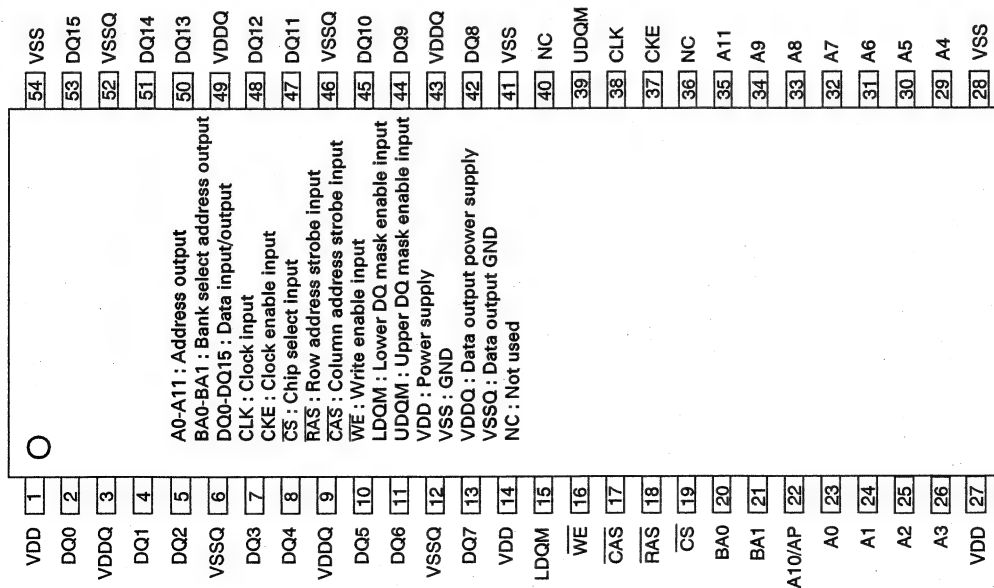 VDD 1
DQ0 2
VDDQ 3
DQ1 4
DQ2 5
VSSQ 6
DQ3 7
DQ4 8
VDDQ 9
DQ5 10
DQ6 11
VSSQ 12
DQ7 13
VDD 14
LDQM 15
WE 16
CAS 17
RAS 18
CS 19
BA0 20
BA1 21
A10/AP 22
A0 23
A1 24
A2 25
A3 26
VDD 27
A0-A11 : Address output
BA0-BA1 : Bank select address output
DQ0-DQ15 : Data input/output
CLK : Clock input
CKE : Clock enable input
CS : Chip select input
RAS : Row address strobe input
CAS : Column address strobe input
WE : Write enable input
LDQM : Lower DQ mask enable input
UDQM : Upper DQ mask enable input
VDD : Power supply
VSS : GND
VDDQ : Data output power supply
VSSQ : Data output GND
NC : Not used
54 VSS
53 DQ15
52 VSSQ
51 DQ14
50 DQ13
49 VDDQ
48 DQ12
47 DQ11
46 VSSQ
45 DQ10
44 DQ9
43 VDDQ
42 DQ8
41 VSS
40 NC
39 UDQM
38 CLK
37 CKE
36 NC
35 A11
34 A9
33 A8
32 A7
31 A6
30 A5
29 A4
28 VSS